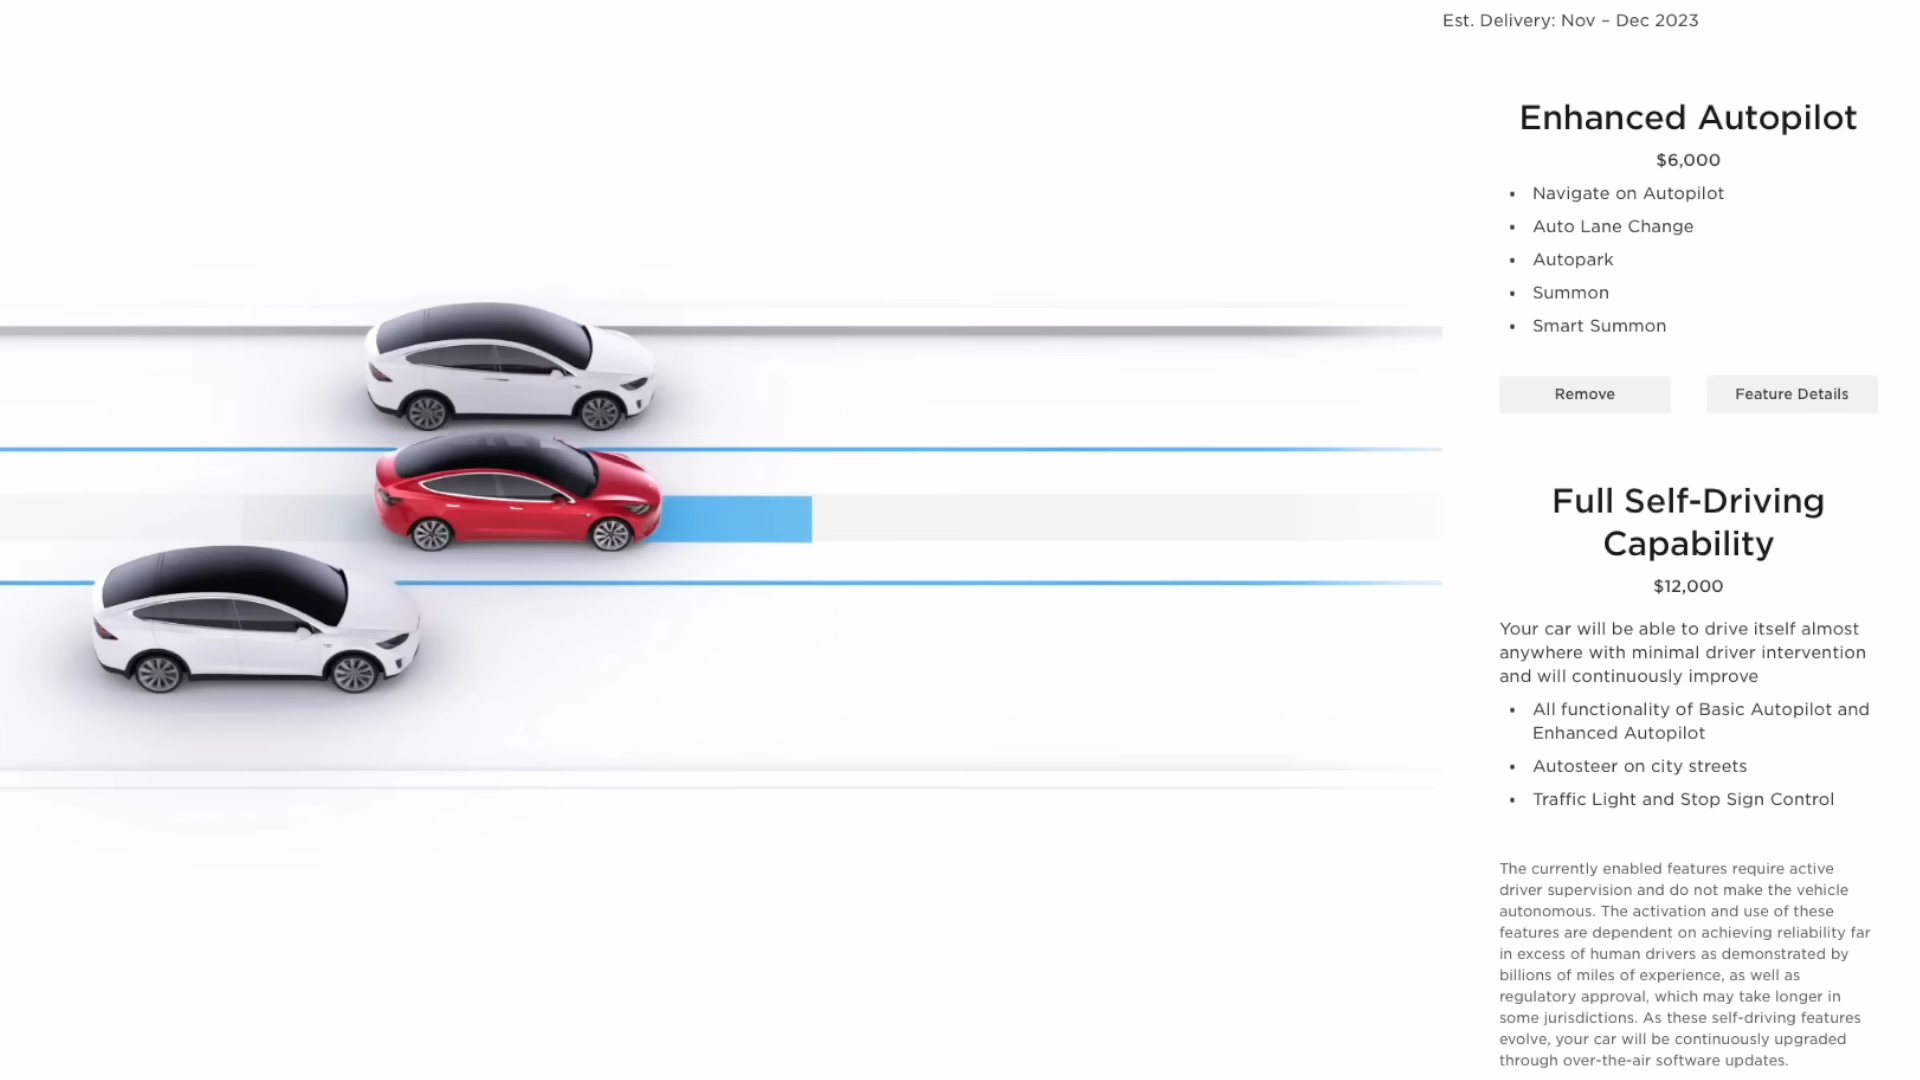 Est. Delivery: Nov – Dec 2023
Enhanced Autopilot
$6,000
• Navigate on Autopilot
• Auto Lane Change
• Autopark
• Summon
• Smart Summon
Remove
Feature Details
Full Self-Driving
Capability
$12,000
Your car will be able to drive itself almost
anywhere with minimal driver intervention
and will continuously improve
• All functionality of Basic Autopilot and
Enhanced Autopilot
• Autosteer on city streets
• Traffic Light and Stop Sign Control
The currently enabled features require active
driver supervision and do not make the vehicle
autonomous. The activation and use of these
features are dependent on achieving reliability far
in excess of human drivers as demonstrated by
billions of miles of experience, as well as
regulatory approval, which may take longer in
some jurisdictions. As these self-driving features
evolve, your car will be continuously upgraded
through over-the-air software updates.